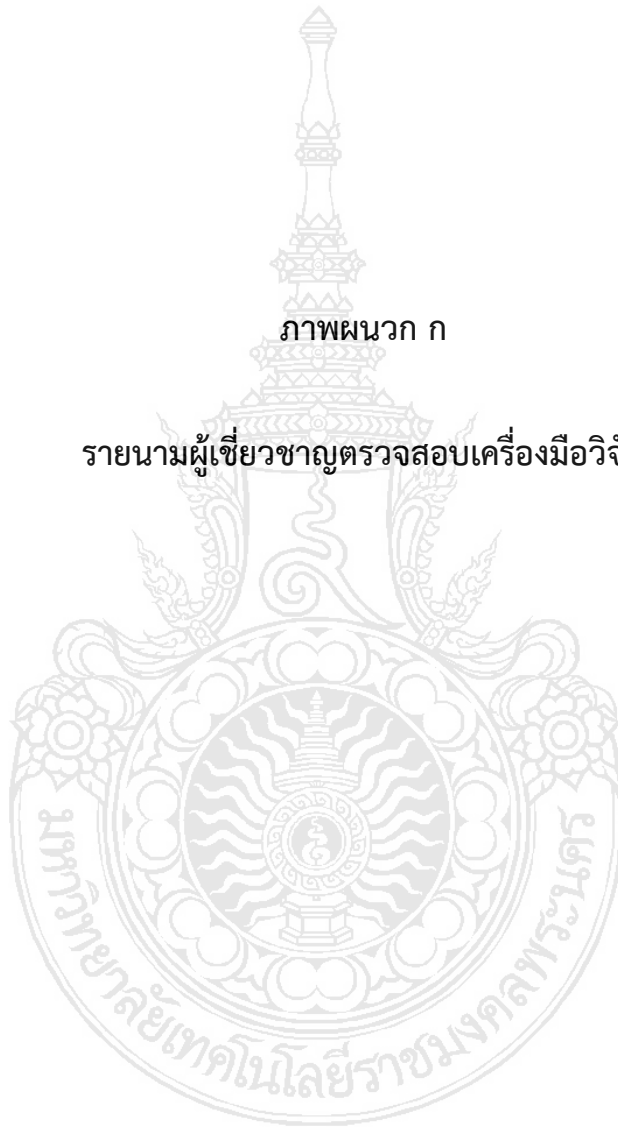 ภาพผนวก ก
รายนามผู้เชี่ยวชาญตรวจสอบเครื่องมือวิจั
มหาวิทยาลัยเทคโนโลยีราชมงคลพระนคร